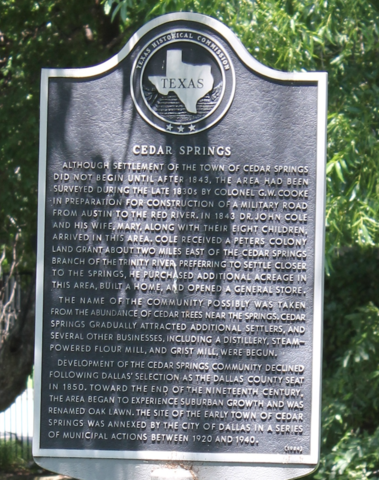 TEXAS HISTORICAL COMMISSION
TEXAS
CEDAR SPRINGS
ALTHOUGH SETTLEMENT OF THE TOWN OF CEDAR SPRINGS
DID NOT BEGIN UNTIL AFTER 1843, THE AREA HAD BEEN
SURVEYED DURING THE LATE 1830s BY COLONEL G.W. COOKE
IN PREPARATION FOR CONSTRUCTION OF A MILITARY ROAD
FROM AUSTIN TO THE RED RIVER. IN 1843 DR. JOHN COLE
AND HIS WIFE, MARY, ALONG WITH THEIR EIGHT CHILDREN,
ARRIVED IN THIS AREA. COLE RECEIVED A PETERS COLONY
LAND GRANT ABOUT TWO MILES EAST OF THE CEDAR SPRINGS
BRANCH OF THE TRINITY RIVER. PREFERRING TO SETTLE CLOSER
TO THE SPRINGS, HE PURCHASED ADDITIONAL ACREAGE IN
THIS AREA, BUILT A HOME, AND OPENED A GENERAL STORE.
THE NAME OF THE COMMUNITY POSSIBLY WAS TAKEN
FROM THE ABUNDANCE OF CEDAR TREES NEAR THE SPRINGS. CEDAR
SPRINGS GRADUALLY ATTRACTED ADDITIONAL SETTLERS, AND
SEVERAL OTHER BUSINESSES, INCLUDING A DISTILLERY, STEAM-
POWERED FLOUR MILL, AND GRIST MILL, WERE BEGUN.
DEVELOPMENT OF THE CEDAR SPRINGS COMMUNITY DECLINED
FOLLOWING DALLAS' SELECTION AS THE DALLAS COUNTY SEAT
IN 1850. TOWARD THE END OF THE NINETEENTH CENTURY,
THE AREA BEGAN TO EXPERIENCE SUBURBAN GROWTH AND WAS
RENAMED OAK LAWN. THE SITE OF THE EARLY TOWN OF CEDAR
SPRINGS WAS ANNEXED BY THE CITY OF DALLAS IN A SERIES
OF MUNICIPAL ACTIONS BETWEEN 1920 AND 1940.